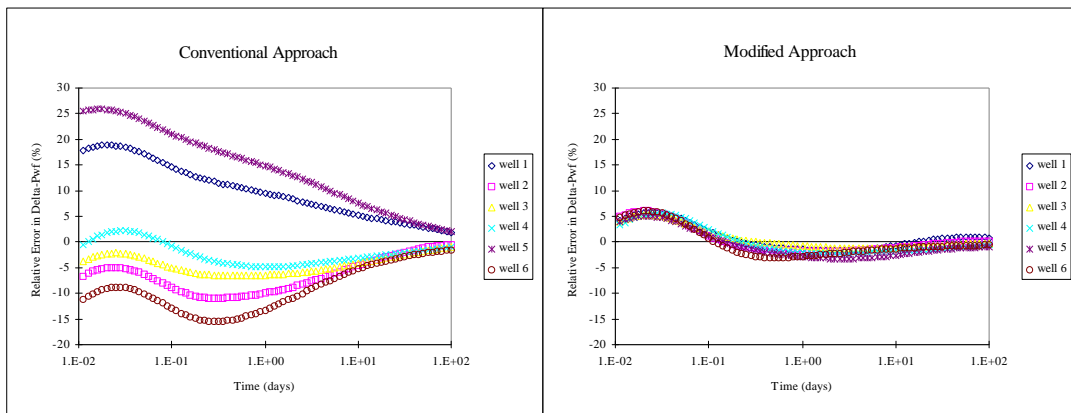 Conventional Approach
Relative Error in Delta-Pwf (%)
30
25
20
15
10
5
0
-5
-10
-15
-20
1.E-02
1.E-01
1.E+00
1.E+01
1.E+02
Time (days)
well 1
well 2
well 3
well 4
well 5
well 6
Modified Approach
Relative Error in Delta-Pwf (%)
30
25
20
15
10
5
0
-5
-10
-15
-20
1.E-02
1.E-01
1.E+00
1.E+01
1.E+02
Time (days)
well 1
well 2
well 3
well 4
well 5
well 6